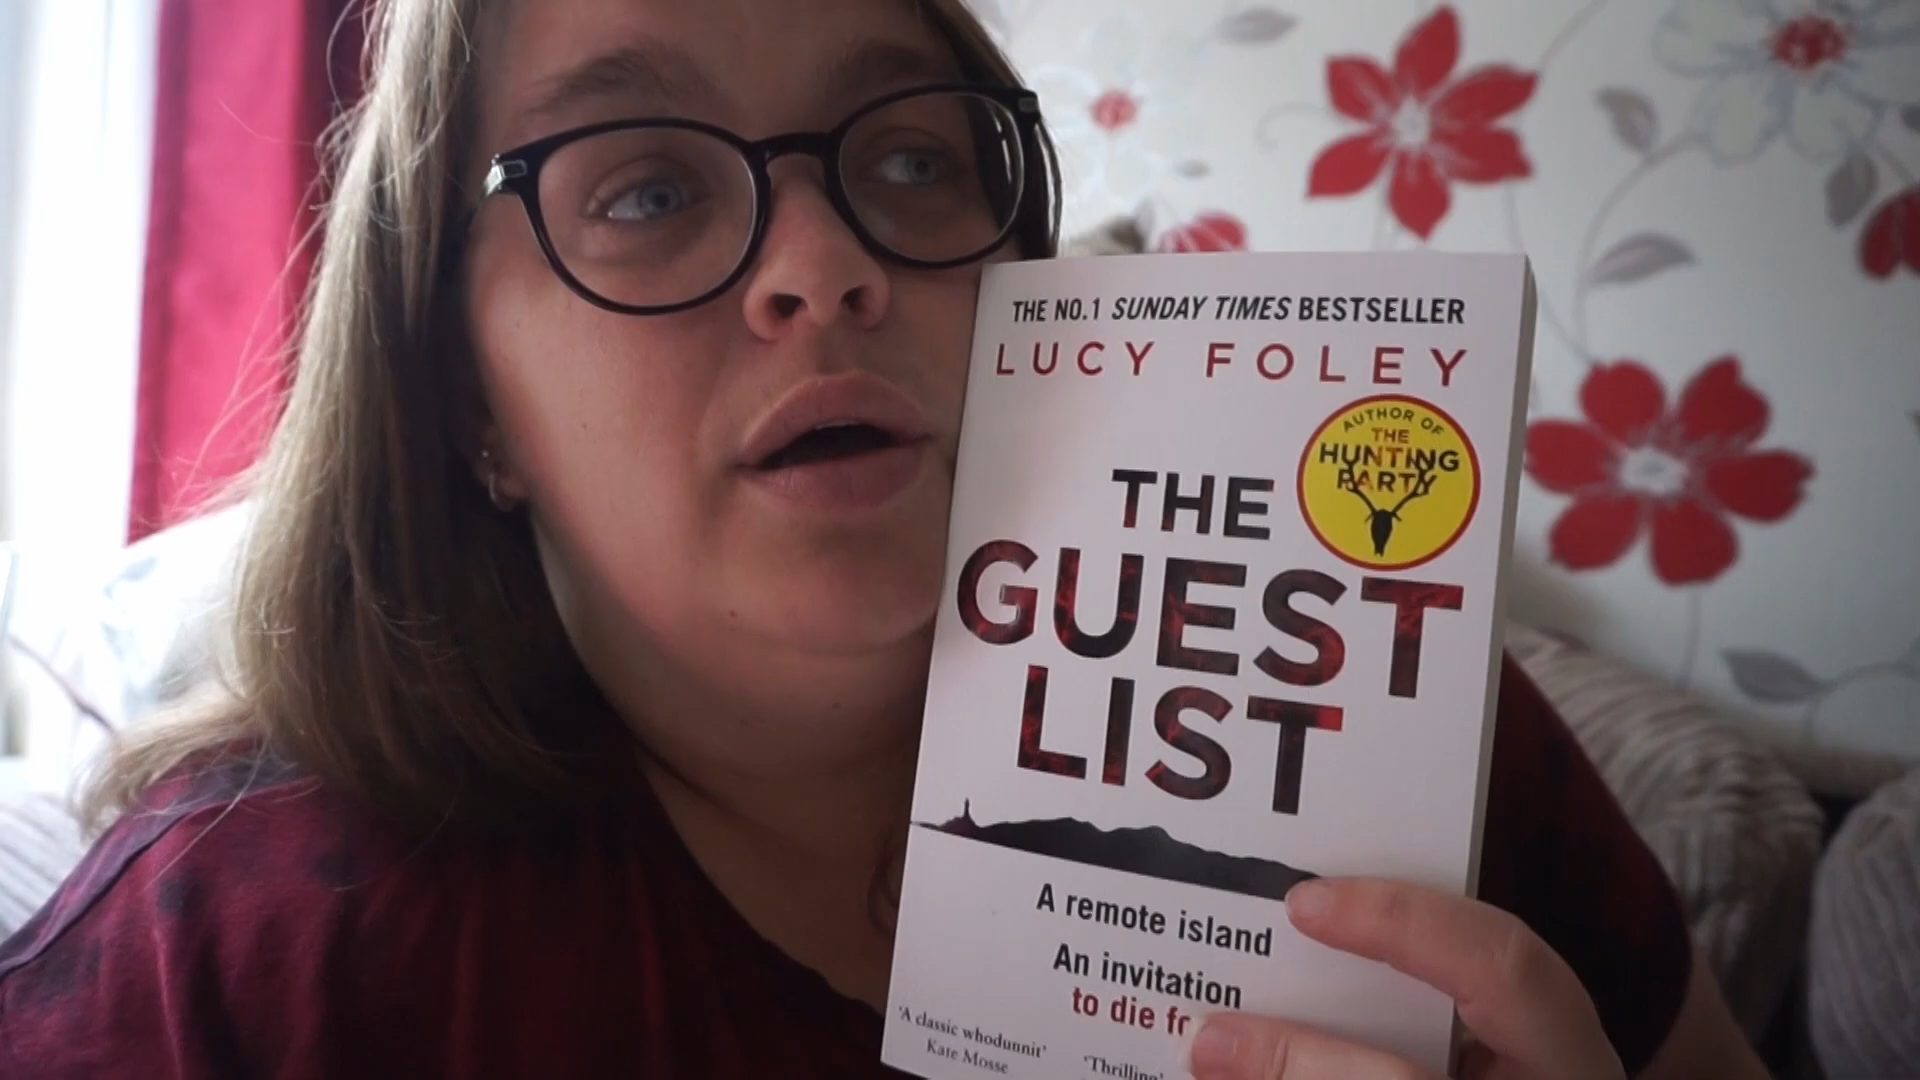 THE NO.1 SUNDAY TIMES BESTSELLER
LUCY FOLEY
AUTHOR OF
THE
HUNTING
PARTY
THE
GUEST
LIST
A remote island
An invitation
to die
'A classic whodunnit'
Kate Mosse
'Thrilling'